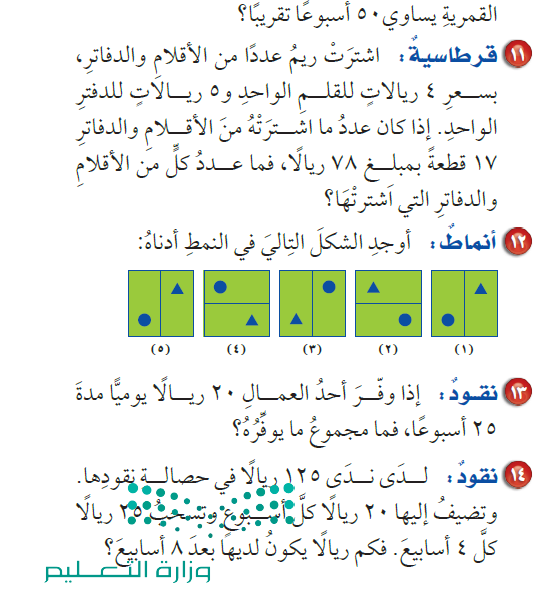 القمريةِ يساوي ٥٠ أسبوعًا تقريبًا؟
١١ قرطاسيةٌ: اشترَتْ ريمُ عددًا من الأقلامِ والدفاترِ،
بسعرِ ٤ ريالاتٍ للقلمِ الواحدِ و٥ ريالاتٍ للدفترِ
الواحدِ. إذا كان عددُ ما اشترَتْهُ منَ الأقلامِ والدفاترِ
١٧ قطعةً بمبلغِ ٧٨ ريالًا، فما عددُ كلٍّ من الأقلامِ
والدفاترِ التي اشترتْهَا؟
١٢ أنماطٌ: أوجدِ الشكلَ التاليَ في النمطِ أدناهُ:
(١) (٢) (٣) (٤) (٥)
١٣ نقودٌ: إذا وفّرَ أحدُ العمالِ ٢٠ ريالًا يوميًّا مدةَ
٢٥ أسبوعًا، فما مجموعُ ما يوفِّرُهُ؟
١٤ نقودٌ: لدَى ندَى ١٢٥ ريالًا في حصالةِ نقودِها.
وتضيفُ إليها ٢٠ ريالًا كلَّ أسبوعٍ وتسحبُ ٢٥ ريالًا
كلَّ ٤ أسابيعَ. فكم ريالًا يكونُ لديها بعدَ ٨ أسابيعَ؟
وزارة التعليم